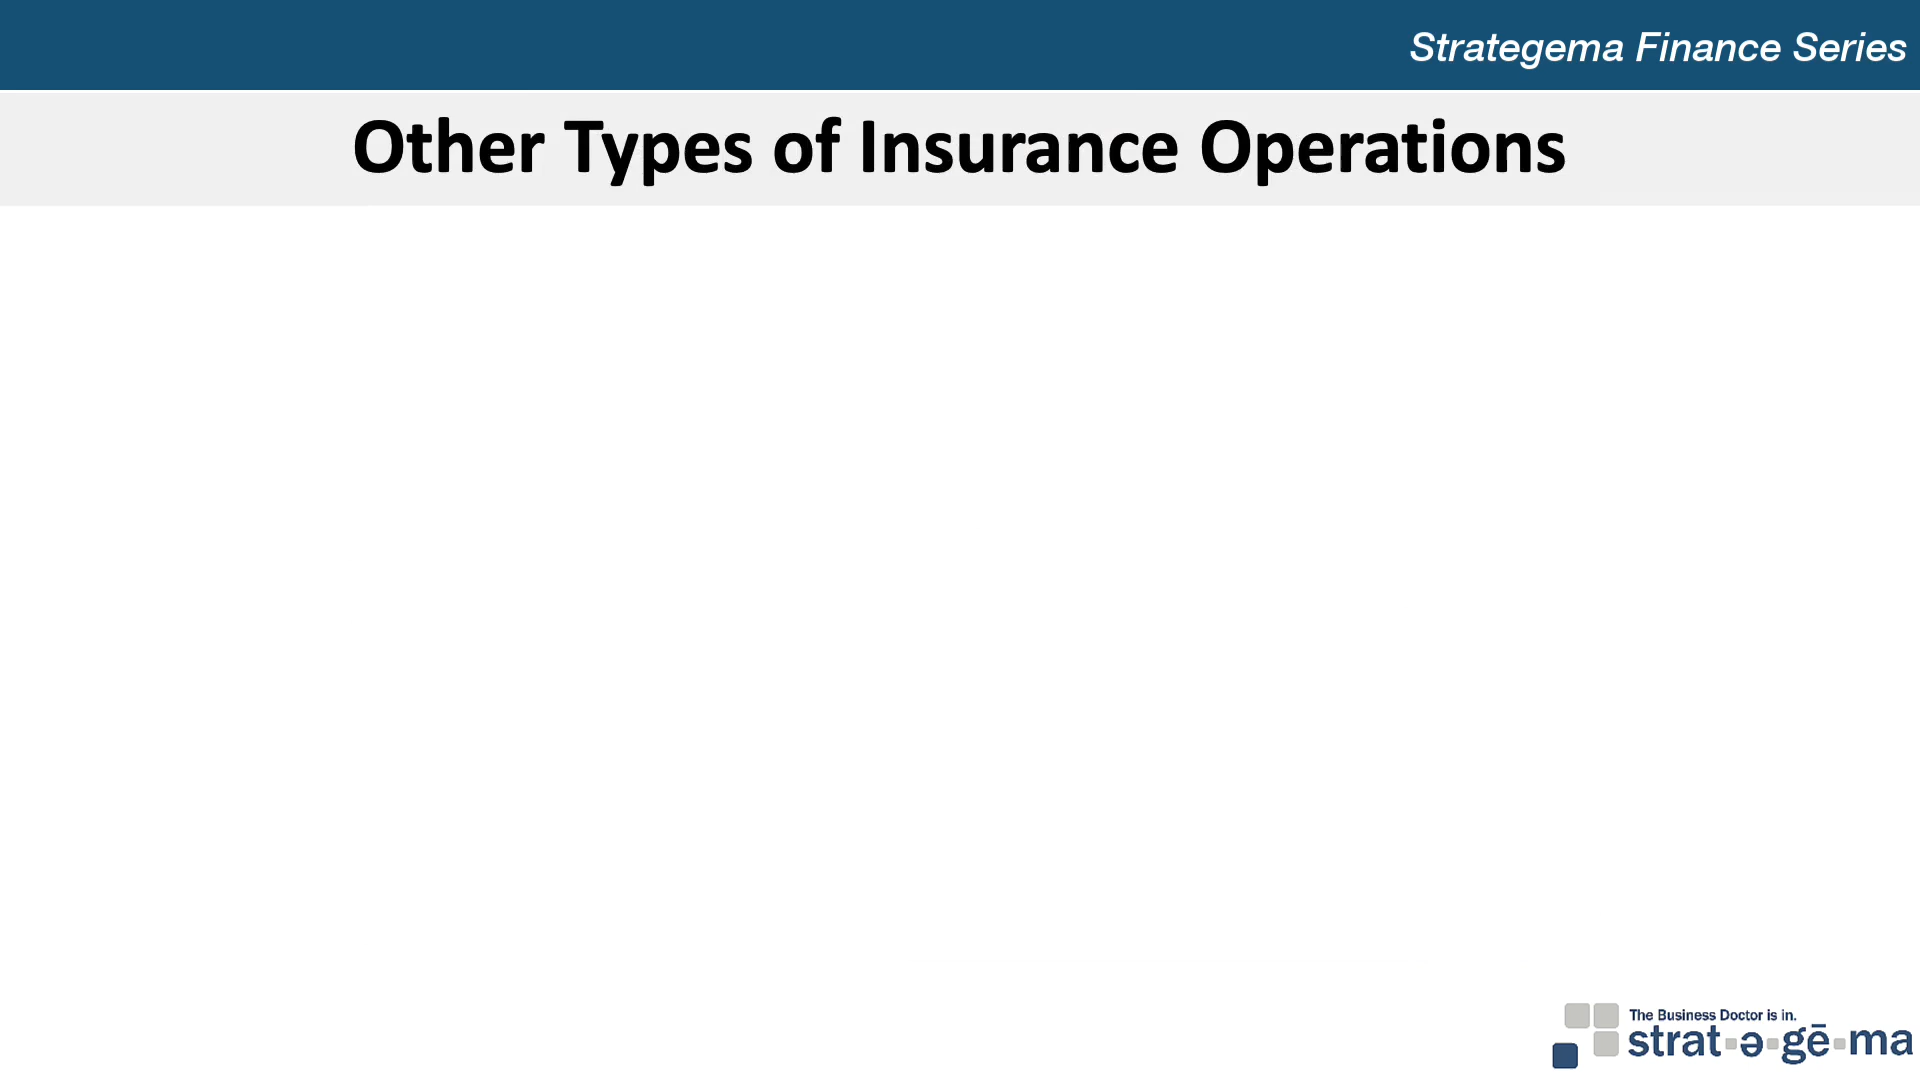 Strategema Finance Series
Other Types of Insurance Operations
The Business Doctor is in.
strat-ə-gē-ma